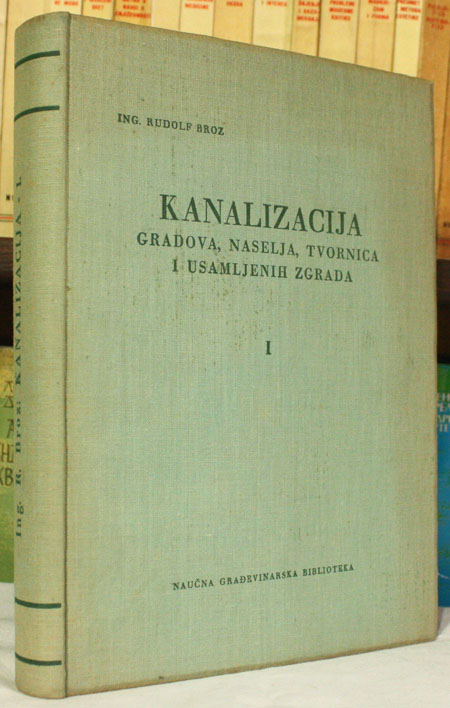 ING. RUDOLF BROZ
KANALIZACIJA
GRADOVA, NASELJA, TVORNICA
I USAMLJENIH ZGRADA
I
NAUČNA GRAĐEVINARSKA BIBLIOTEKA
Ing. R. Broz: KANALIZACIJA - I.